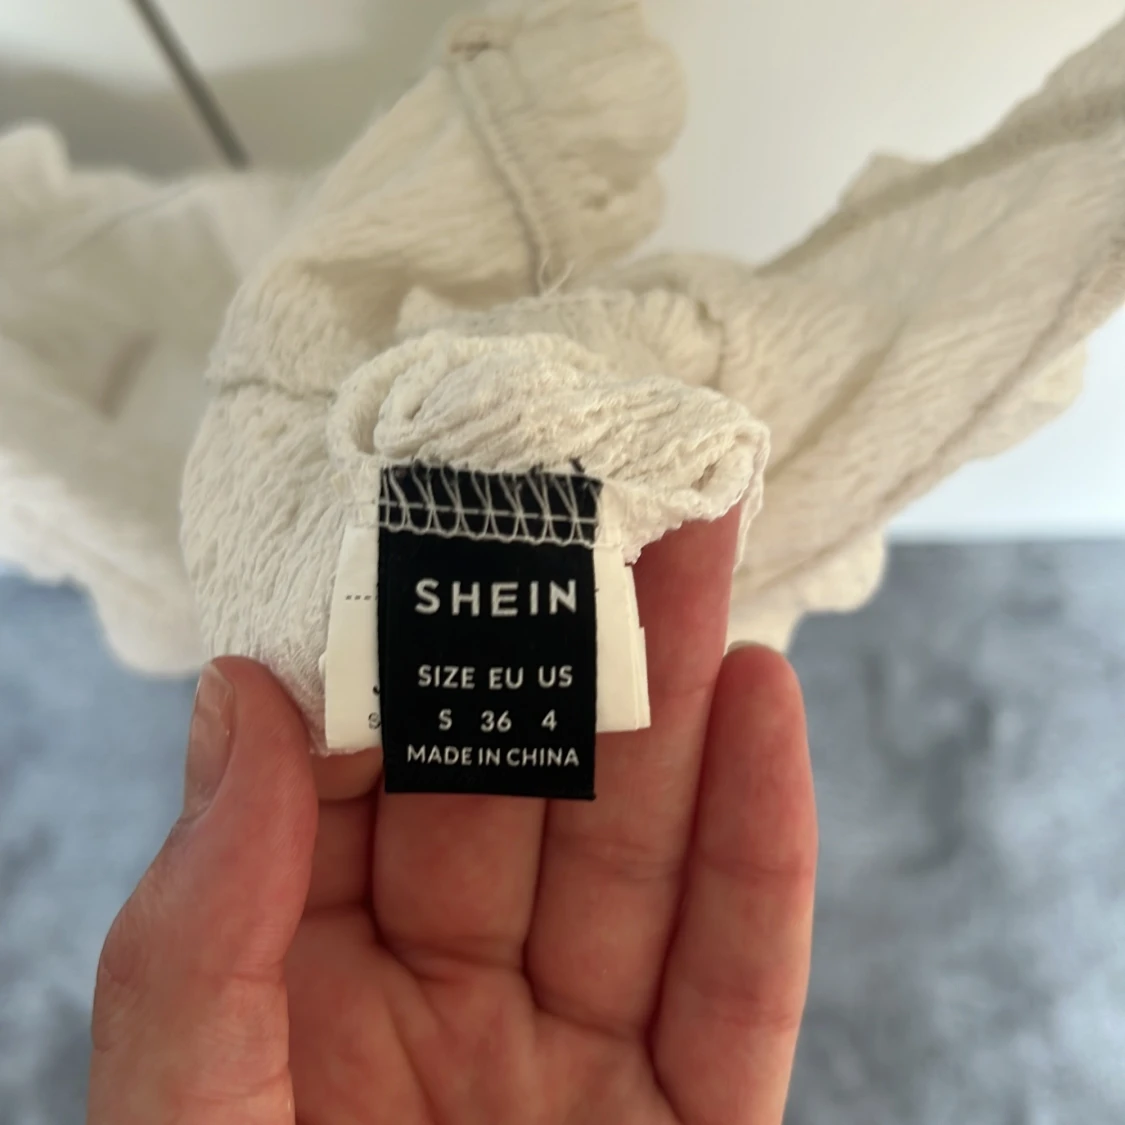 SHEIN
SIZE EU US
S 36 4
MADE IN CHINA